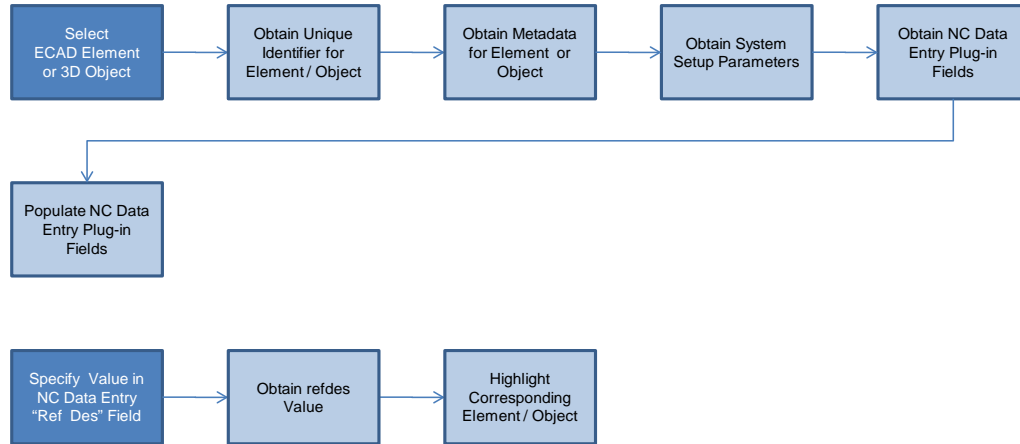 Select
ECAD Element
or 3D Object
Obtain Unique
Identifier for
Element / Object
Obtain Metadata
for Element or
Object
Obtain System
Setup Parameters
Obtain NC Data
Entry Plug-in
Fields
Populate NC Data
Entry Plug-in
Fields
Specify Value in
NC Data Entry
“Ref Des” Field
Obtain refdes
Value
Highlight
Corresponding
Element / Object